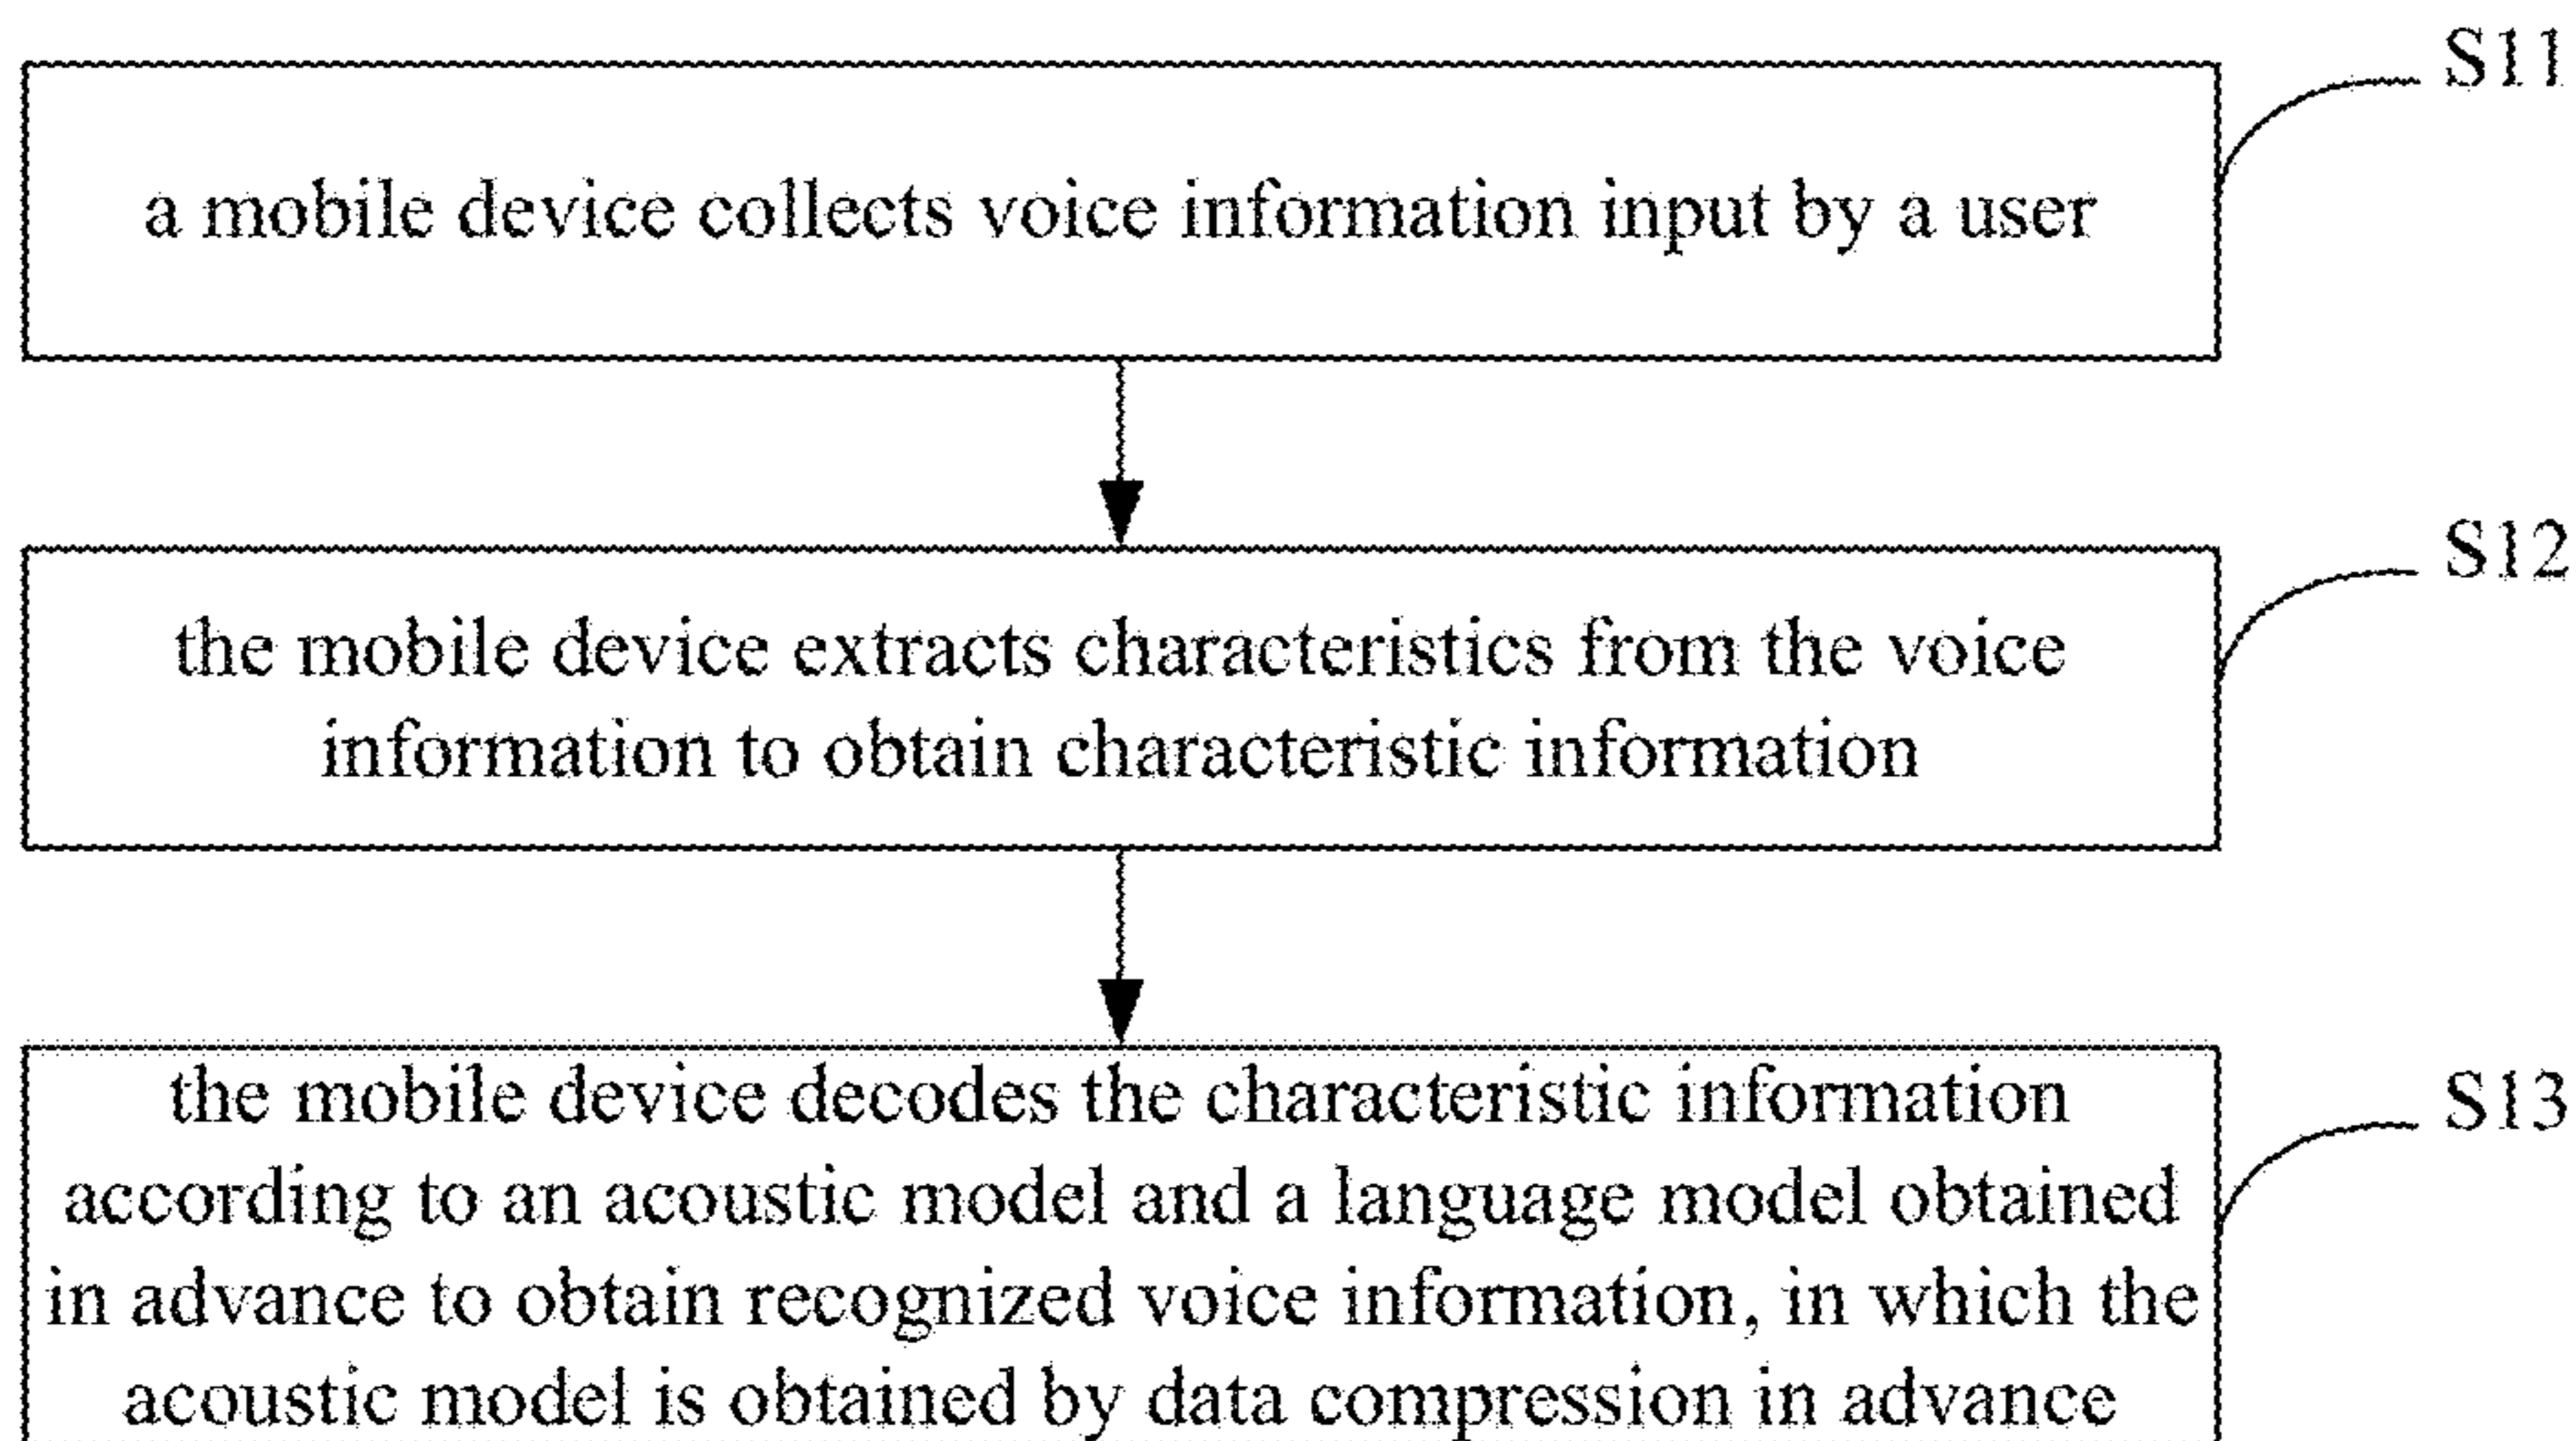 S11
a mobile device collects voice information input by a user
S12
the mobile device extracts characteristics from the voice
information to obtain characteristic information
S13
the mobile device decodes the characteristic information
according to an acoustic model and a language model obtained
in advance to obtain recognized voice information, in which the
acoustic model is obtained by data compression in advance